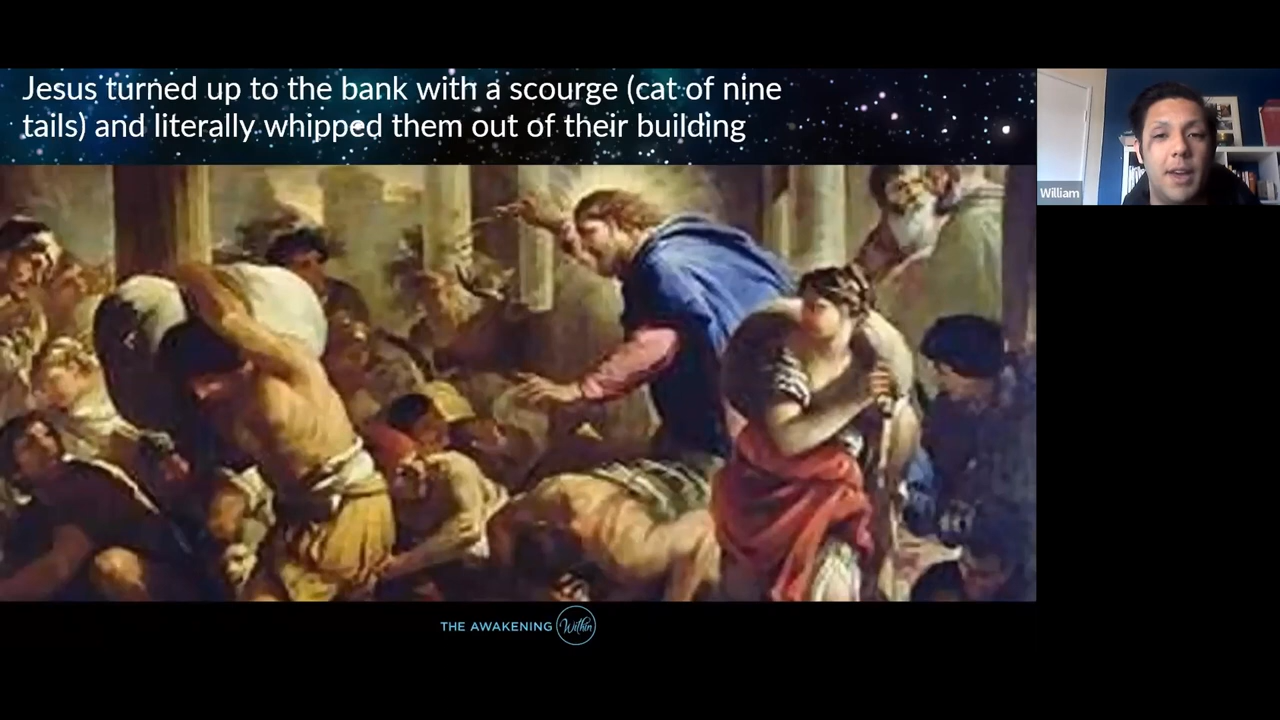 Jesus turned up to the bank with a scourge (cat of nine
tails) and literally whipped them out of their building
William
THE AWAKENING Within